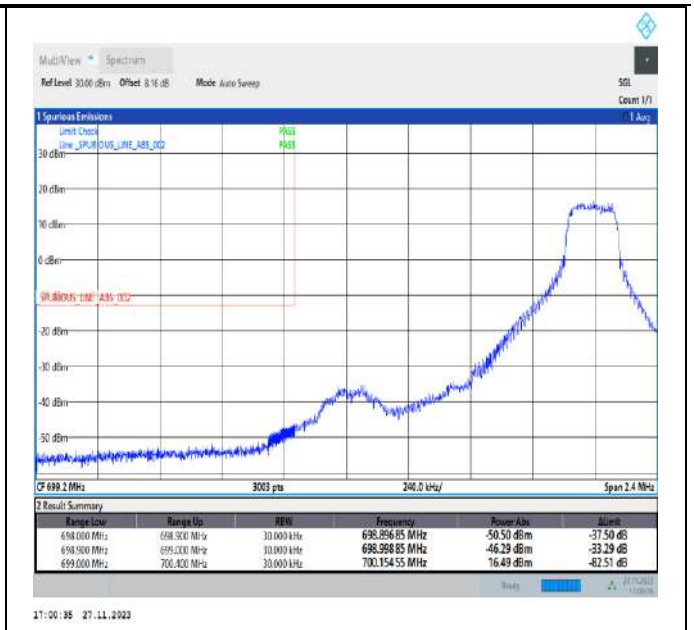 MultiView Spectrum
Ref Level 30.00 dBm Offset 8.16 dB Mode Auto Sweep SGL
Count 1/1
1 Spurious Emissions 1 Avg
Limit Check PASS
Line _SPURIOUS_LINE_ABS_002 PASS
30 dBm
20 dBm
10 dBm
0 dBm
SPURIOUS_LINE_ABS_002
-20 dBm
-30 dBm
-40 dBm
-50 dBm
CF 699.2 MHz 3003 pts 240.0 kHz/ Span 2.4 MHz
2 Result Summary
Range Low Range Up RBW Frequency Power Abs ΔLimit
698.000 MHz 698.900 MHz 30.000 kHz 698.89685 MHz -50.50 dBm -37.50 dB
698.900 MHz 699.000 MHz 30.000 kHz 698.99885 MHz -46.29 dBm -33.29 dB
699.000 MHz 700.400 MHz 30.000 kHz 700.15455 MHz 16.49 dBm -82.51 dB
Ready 27.11.2023
17:00:35 27.11.2023